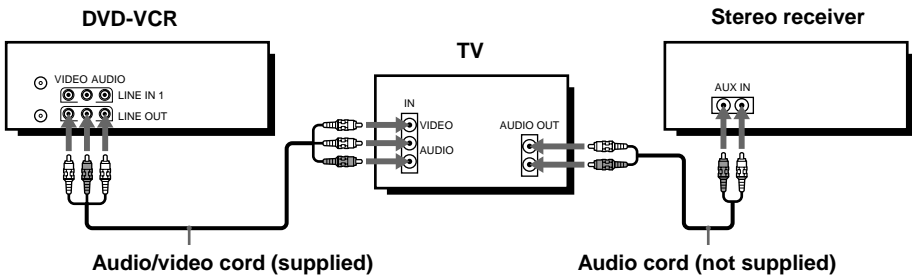 DVD-VCR
VIDEO AUDIO
LINE IN 1
LINE OUT
TV
IN
VIDEO
AUDIO
AUDIO OUT
Stereo receiver
AUX IN
Audio/video cord (supplied)
Audio cord (not supplied)